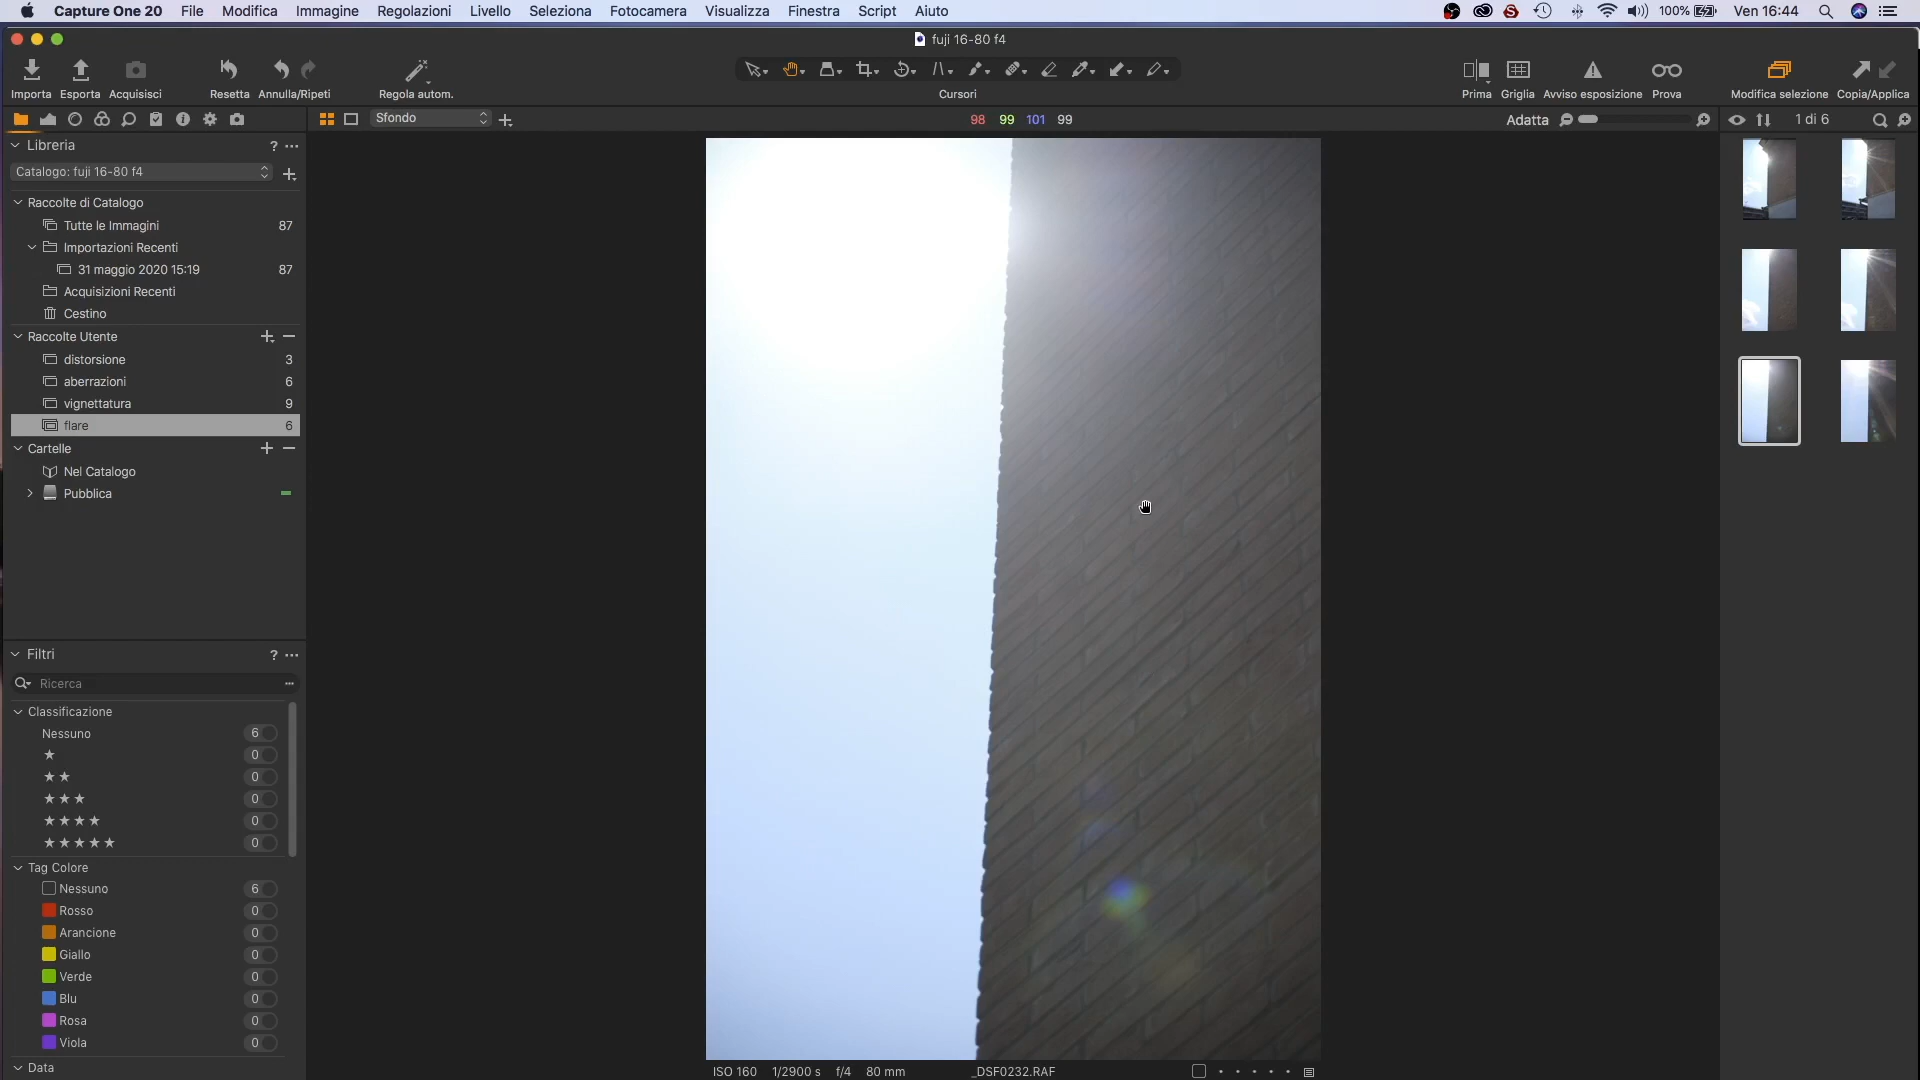 Capture One 20 File Modifica Immagine Regolazioni Livello Seleziona Fotocamera Visualizza Finestra Script Aiuto 100% Ven 16:44
fuji 16-80 f4
Importa Esporta Acquisisci Resetta Annulla/Ripeti Regola autom. Cursori Prima Griglia Avviso esposizione Prova Modifica selezione Copia/Applica
Sfondo 98 99 101 99 Adatta 1 di 6
Libreria ?
Catalogo: fuji 16-80 f4
Raccolte di Catalogo
Tutte le Immagini 87
Importazioni Recenti
31 maggio 2020 15:19 87
Acquisizioni Recenti
Cestino
Raccolte Utente
distorsione 3
aberrazioni 6
vignettatura 9
flare 6
Cartelle
Nel Catalogo
Pubblica
Filtri ?
Ricerca
Classificazione
Nessuno 6
★ 0
★★ 0
★★★ 0
★★★★ 0
★★★★★ 0
Tag Colore
Nessuno 6
Rosso 0
Arancione 0
Giallo 0
Verde 0
Blu 0
Rosa 0
Viola 0
Data
ISO 160 1/2900 s f/4 80 mm _DSF0232.RAF